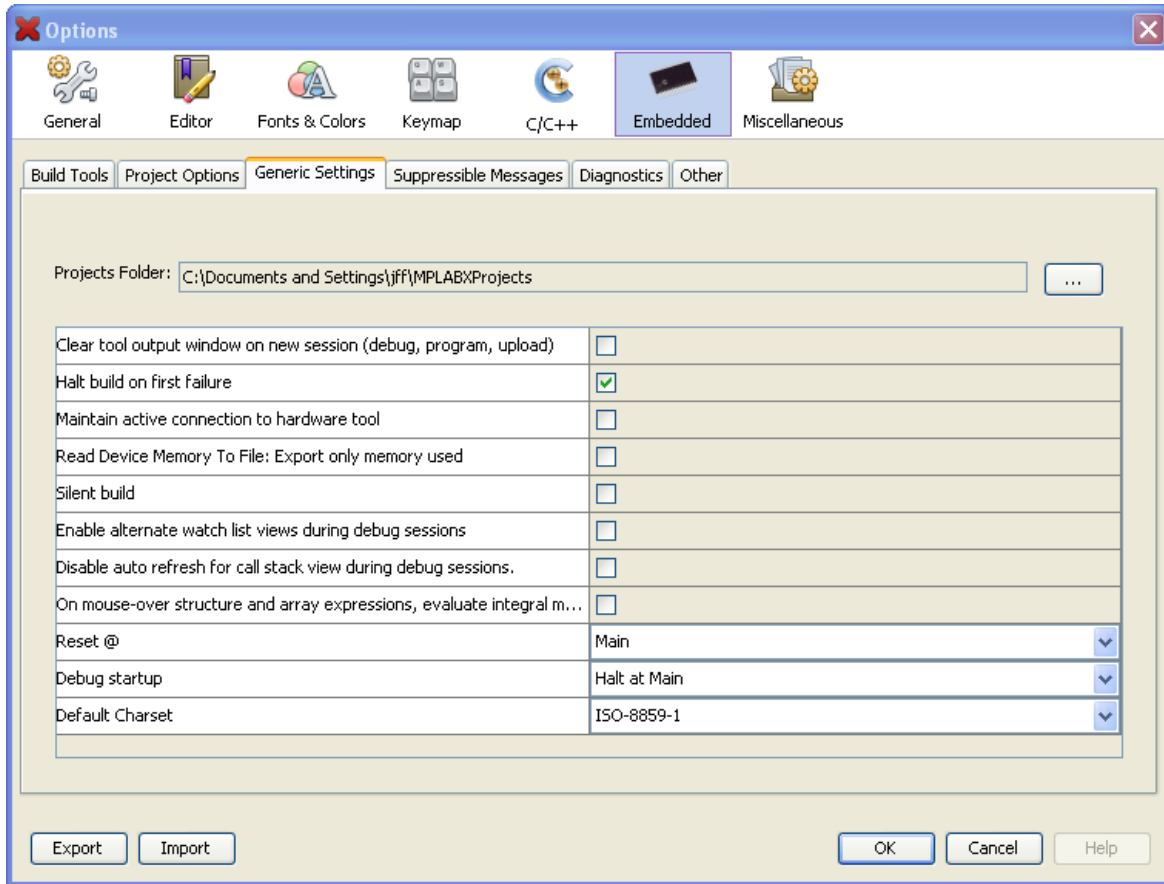 Options
General Editor Fonts & Colors Keymap C/C++ Embedded Miscellaneous
Build Tools Project Options Generic Settings Suppressible Messages Diagnostics Other
Projects Folder: C:\Documents and Settings\jff\MPLABXProjects ...
Clear tool output window on new session (debug, program, upload)
Halt build on first failure
Maintain active connection to hardware tool
Read Device Memory To File: Export only memory used
Silent build
Enable alternate watch list views during debug sessions
Disable auto refresh for call stack view during debug sessions.
On mouse-over structure and array expressions, evaluate integral m...
Reset @ Main
Debug startup Halt at Main
Default Charset ISO-8859-1
Export Import OK Cancel Help